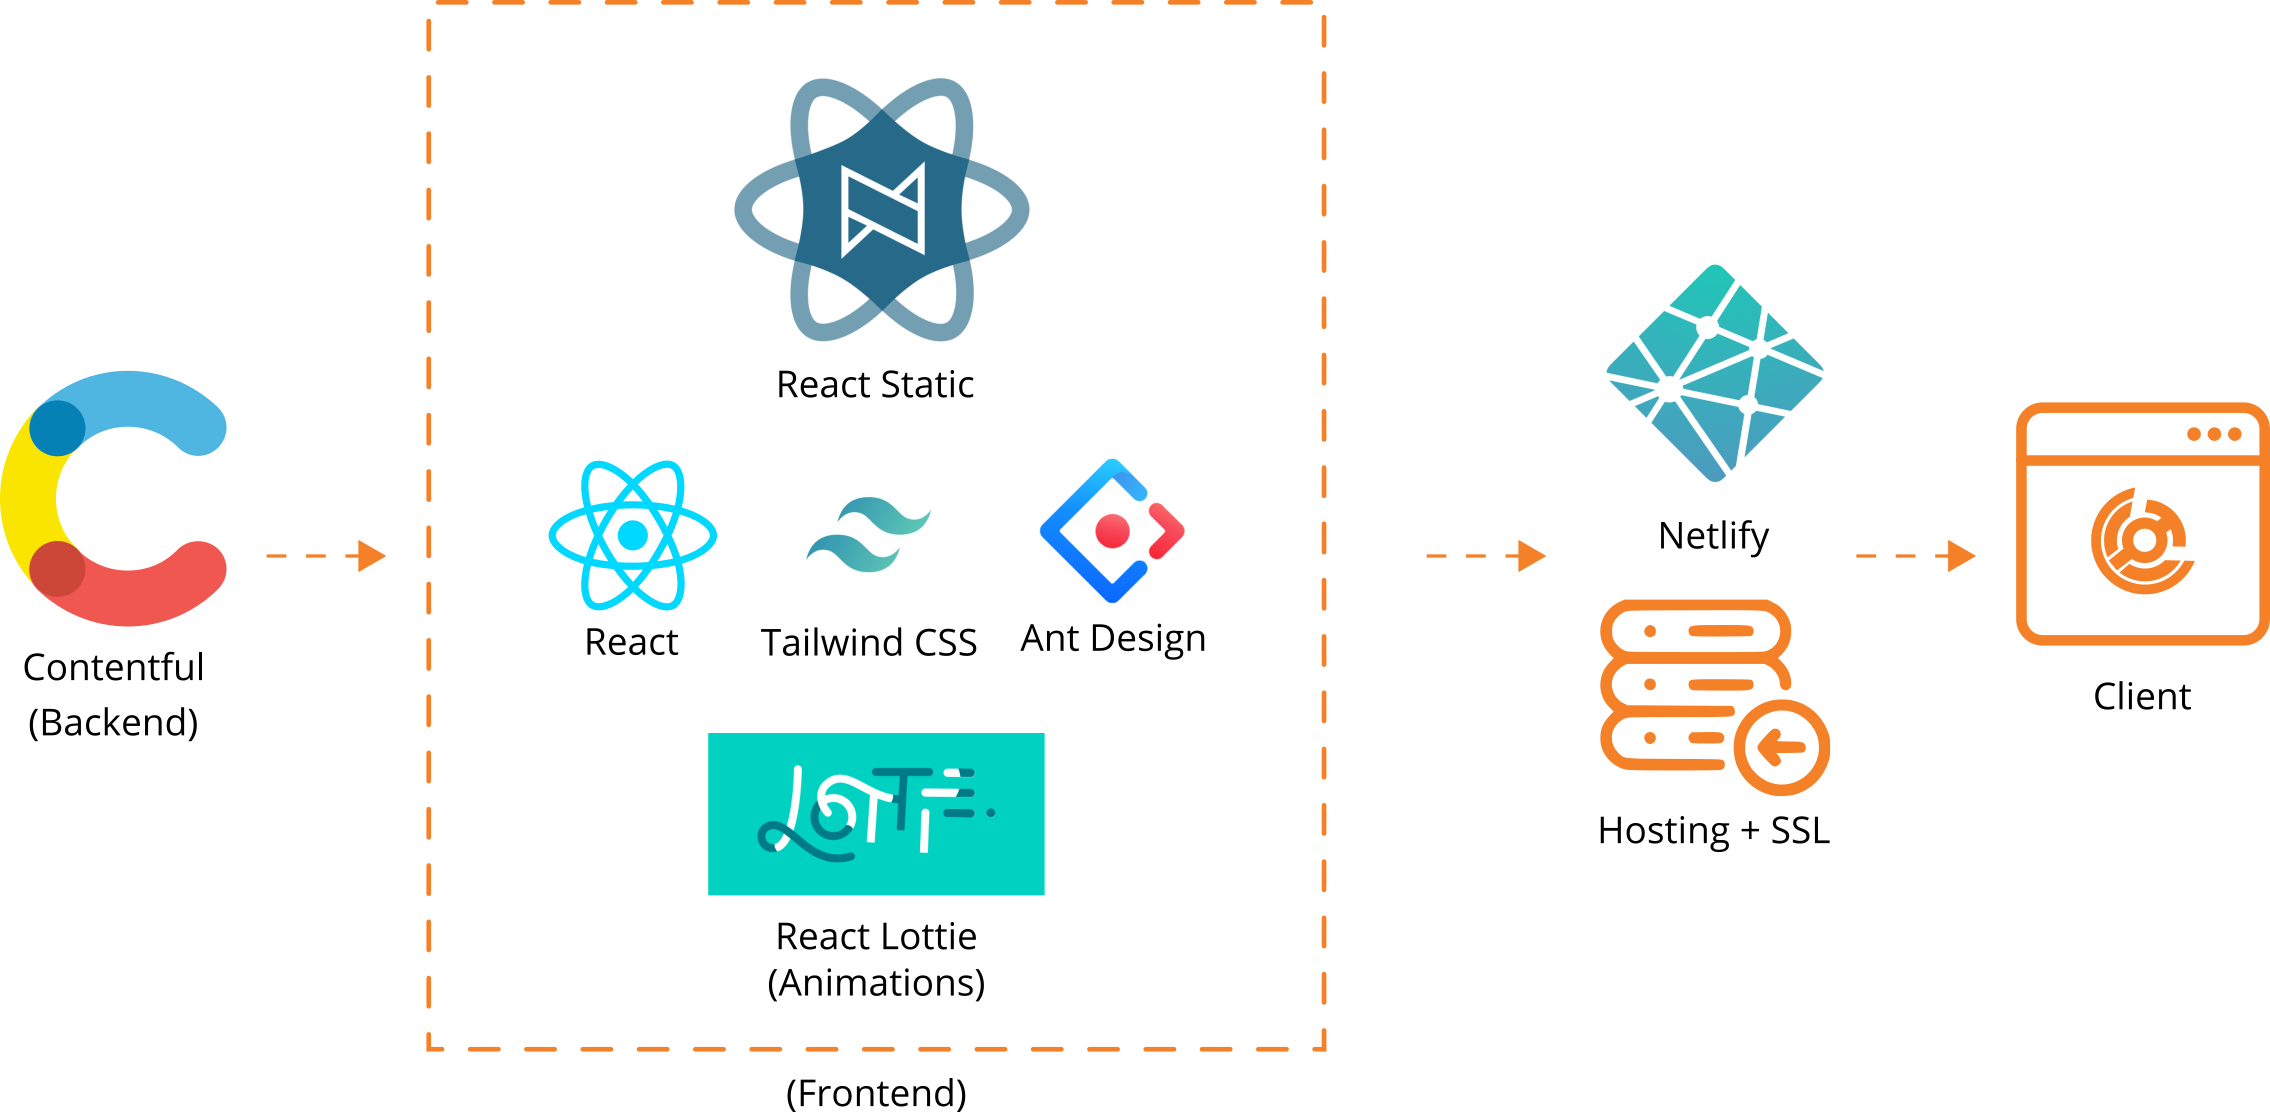 React Static
React
Tailwind CSS
Ant Design
LOTTIE.
React Lottie
(Animations)
(Frontend)
Contentful
(Backend)
Netlify
Hosting + SSL
Client